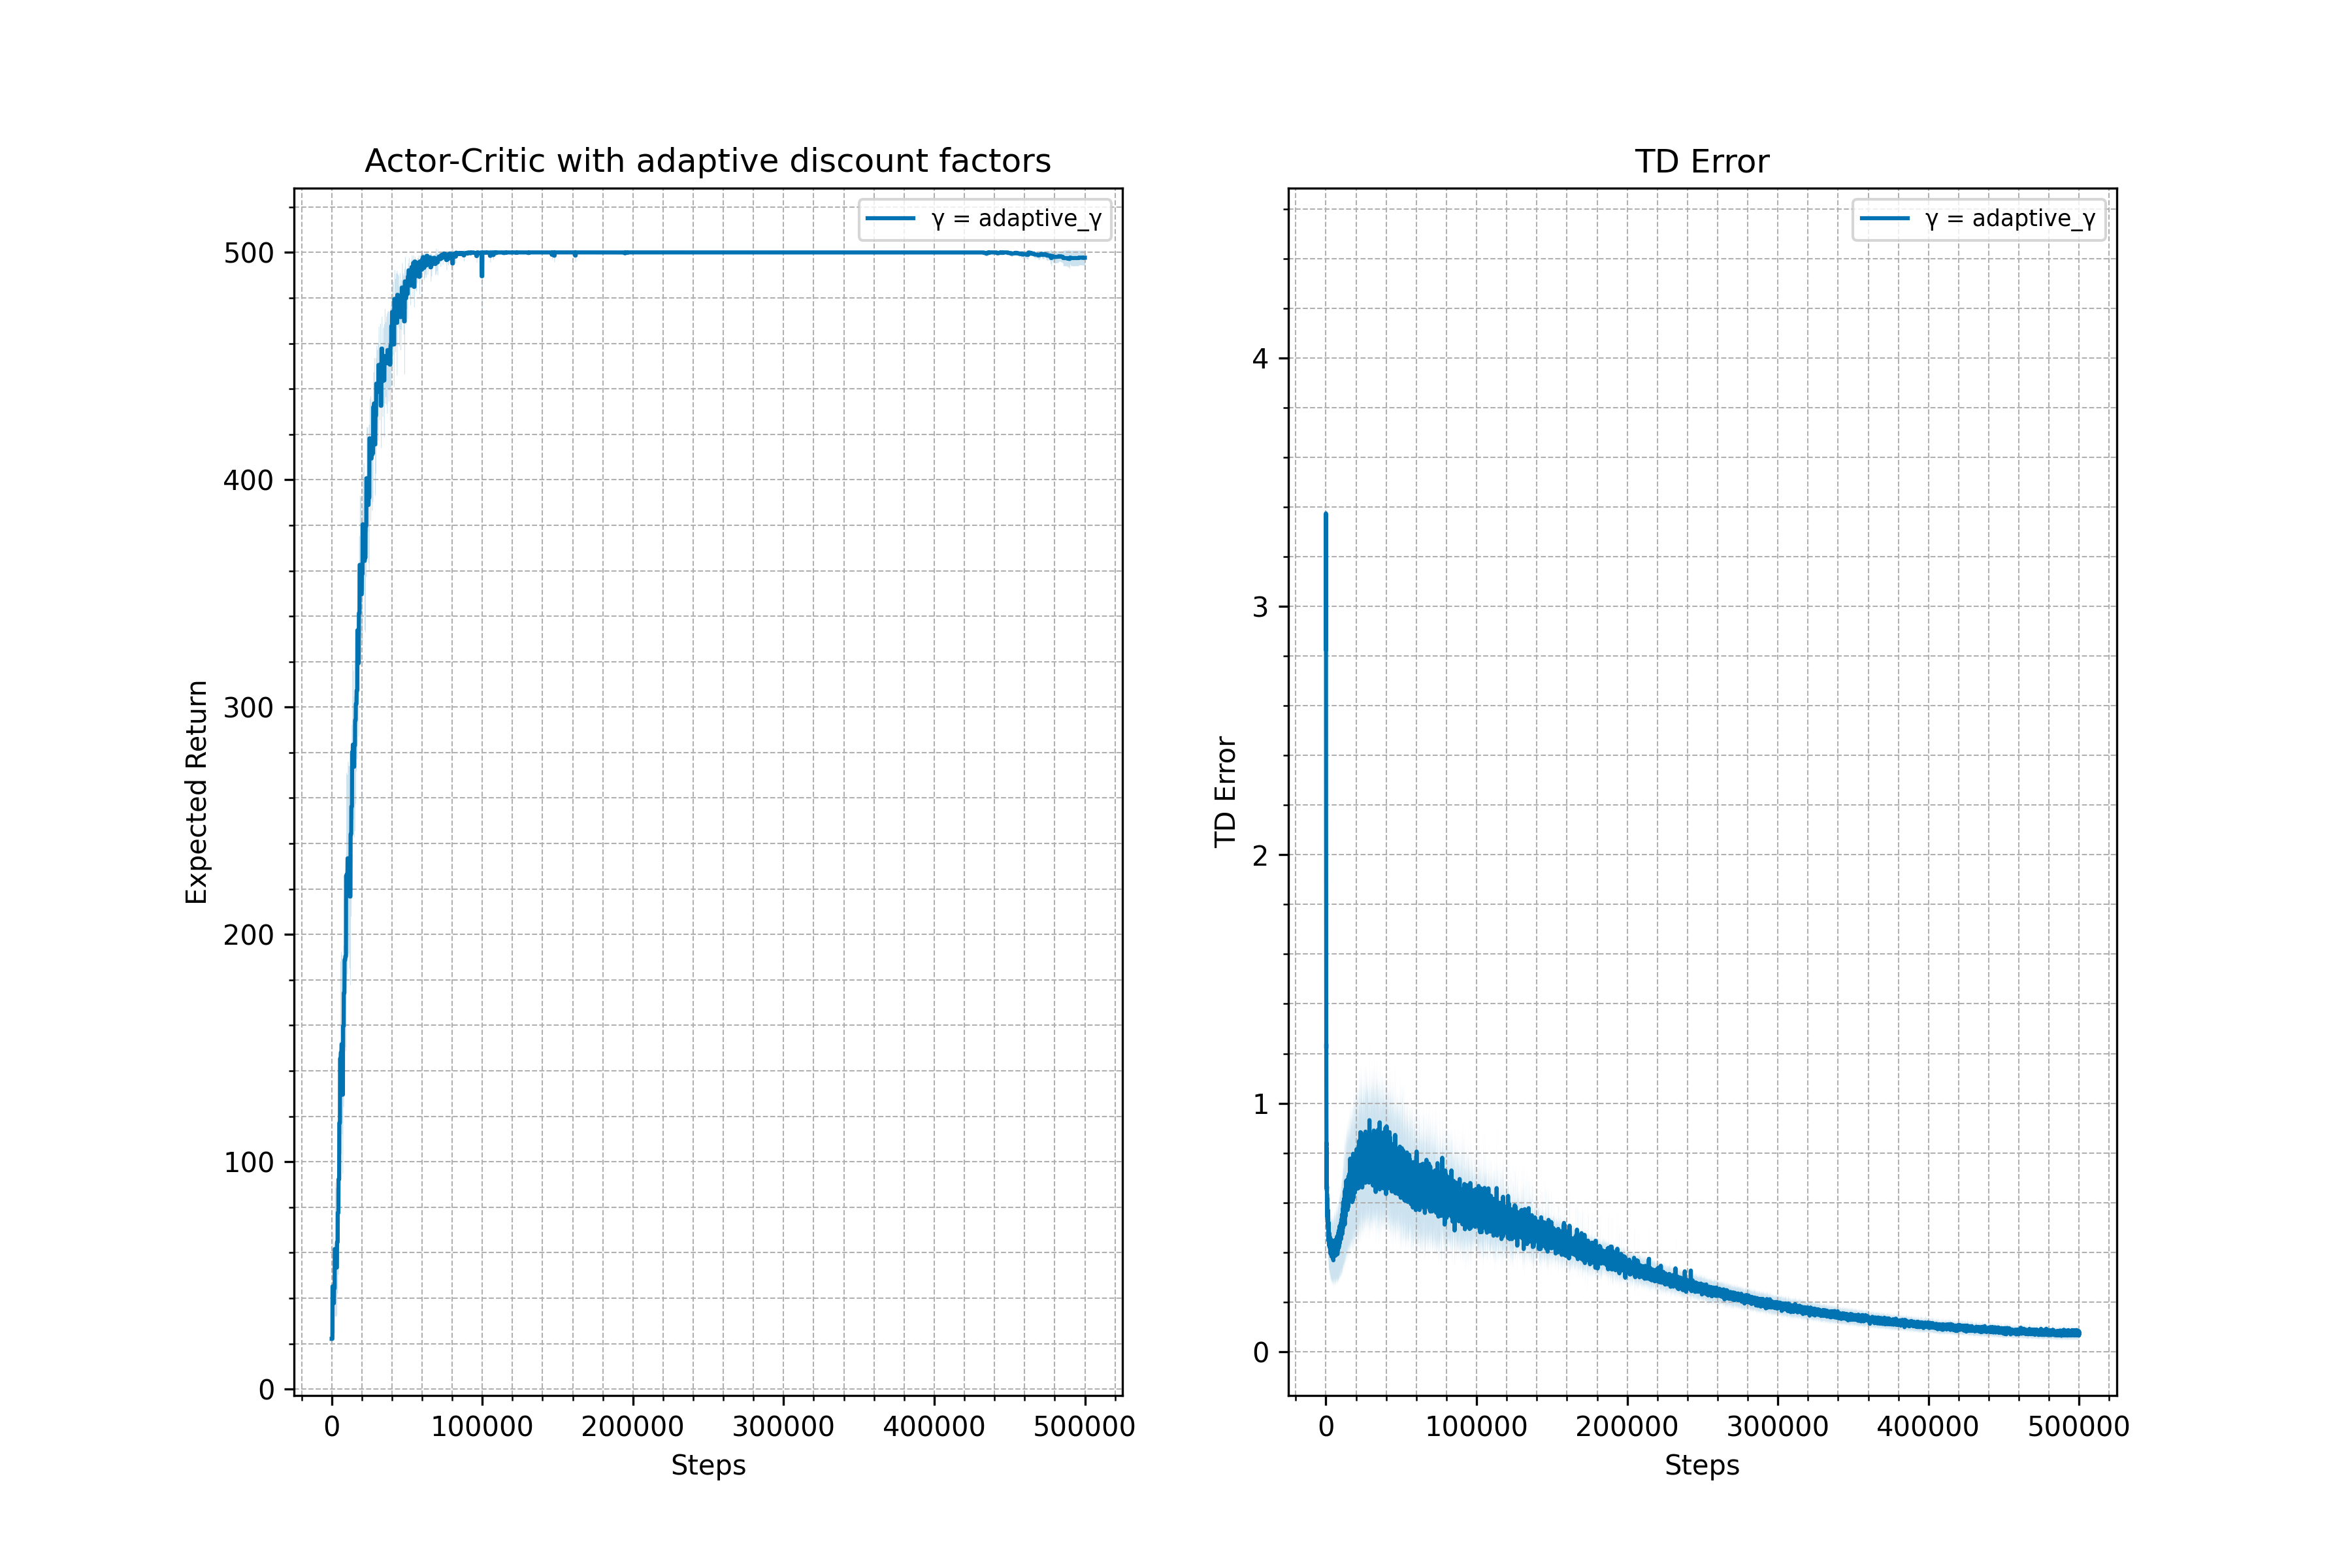 Actor-Critic with adaptive discount factors
γ = adaptive_γ
500
400
300
200
100
0
Expected Return
0 100000 200000 300000 400000 500000
Steps
TD Error
γ = adaptive_γ
4
3
2
1
0
TD Error
0 100000 200000 300000 400000 500000
Steps